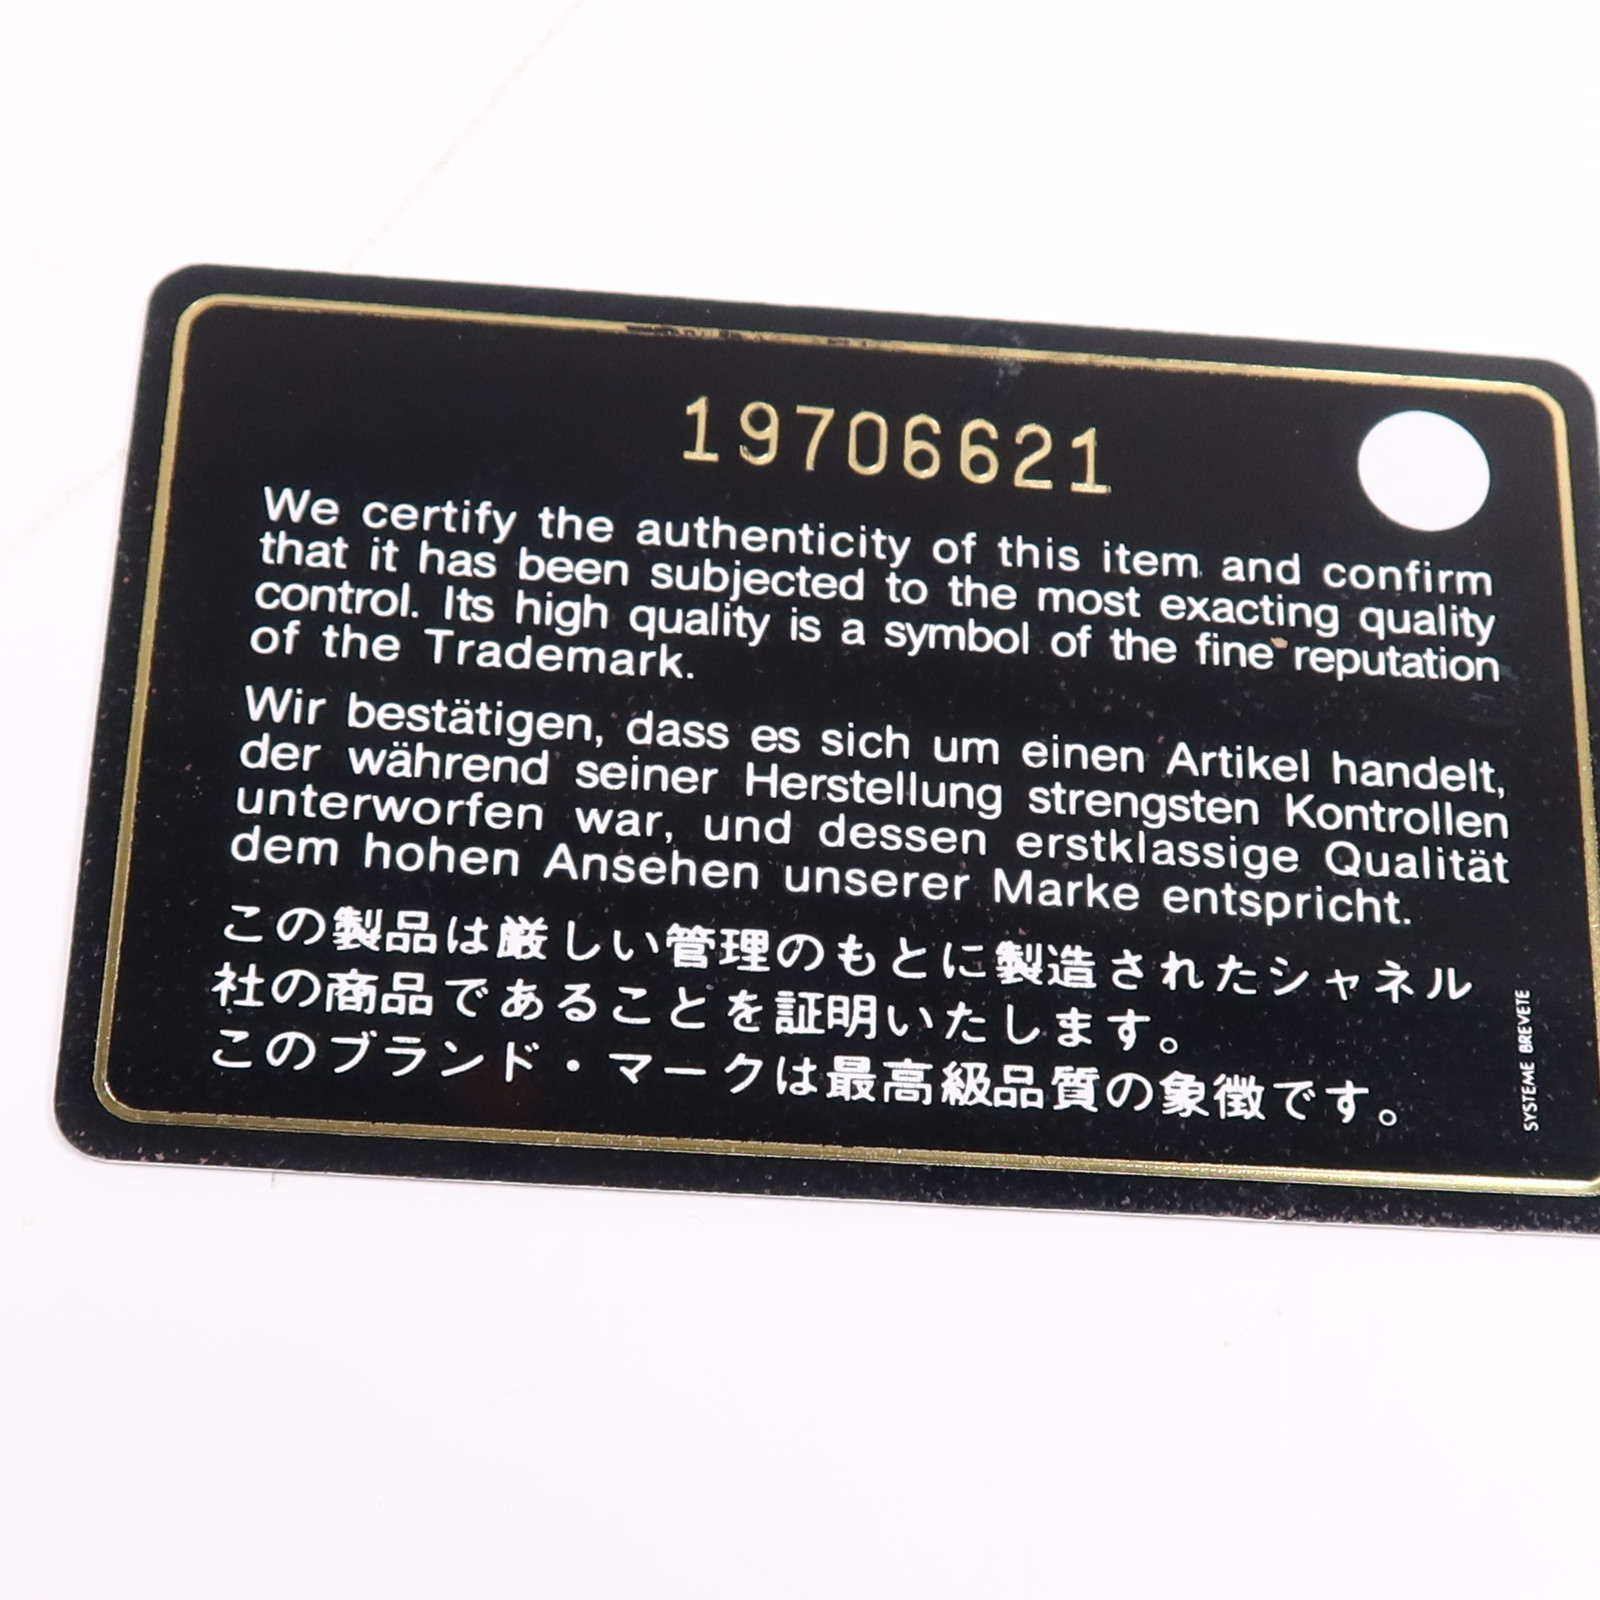 19706621
We certify the authenticity of this item and confirm
that it has been subjected to the most exacting quality
control. Its high quality is a symbol of the fine reputation
of the Trademark.
Wir bestätigen, dass es sich um einen Artikel handelt,
der während seiner Herstellung strengsten Kontrollen
unterworfen war, und dessen erstklassige Qualität
dem hohen Ansehen unserer Marke entspricht.
この製品は厳しい管理のもとに製造されたシャネル
社の商品であることを証明いたします。
このブランド・マークは最高級品質の象徴です。
SYSTEME BREVETE